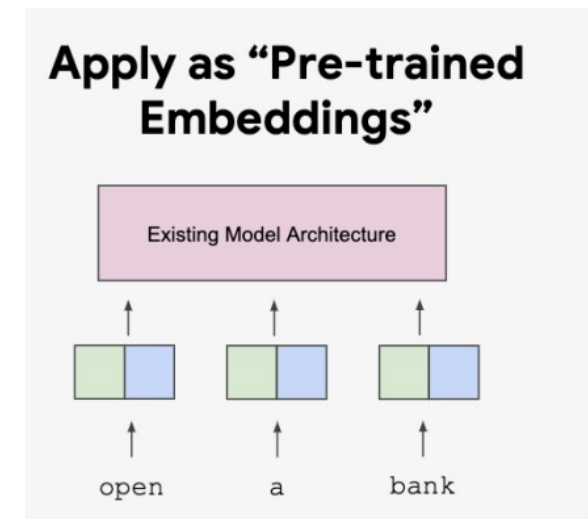 Apply as “Pre-trained
Embeddings”
Existing Model Architecture
open a bank